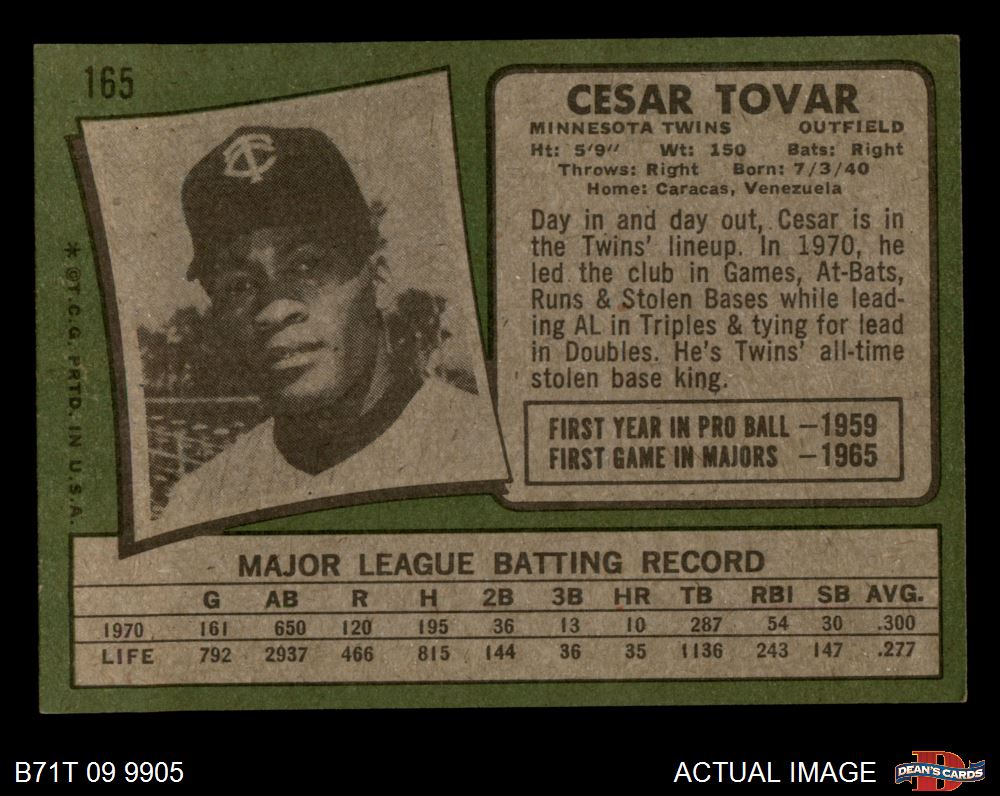 165
CESAR TOVAR
MINNESOTA TWINS OUTFIELD
Ht: 5'9" Wt: 150 Bats: Right
Throws: Right Born: 7/3/40
Home: Caracas, Venezuela
Day in and day out, Cesar is in
the Twins' lineup. In 1970, he
led the club in Games, At-Bats,
Runs & Stolen Bases while lead-
ing AL in Triples & tying for lead
in Doubles. He's Twins' all-time
stolen base king.
FIRST YEAR IN PRO BALL —1959
FIRST GAME IN MAJORS —1965
TC
* ©T.C.G. PRTD. IN U.S.A.
MAJOR LEAGUE BATTING RECORD
G AB R H 2B 3B HR TB RBI SB AVG.
1970 161 650 120 195 36 13 10 287 54 30 .300
LIFE 792 2937 466 815 144 36 35 1136 243 147 .277
B71T 09 9905
ACTUAL IMAGE
D DEAN'S CARDS